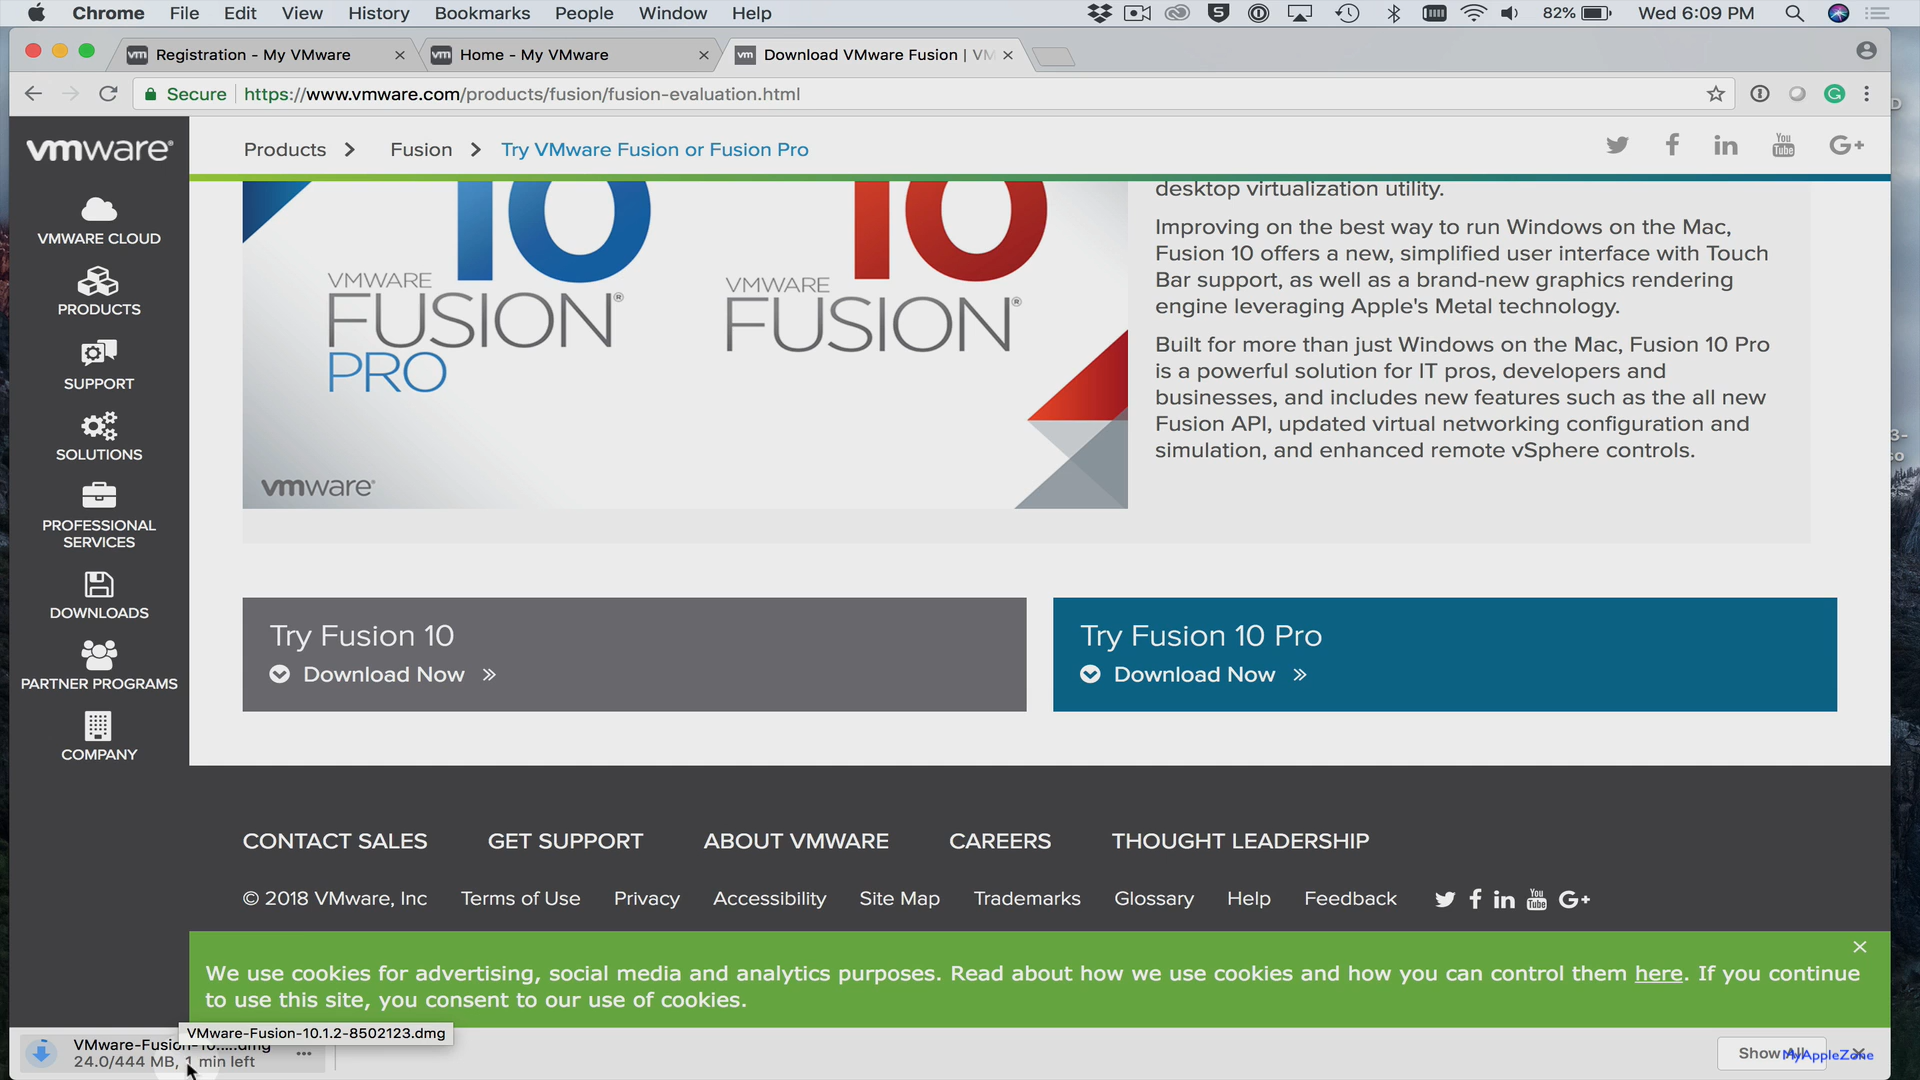 Chrome File Edit View History Bookmarks People Window Help 82% Wed 6:09 PM
Registration - My VMware Home - My VMware Download VMware Fusion | VM
Secure https://www.vmware.com/products/fusion/fusion-evaluation.html
vmware® Products Fusion Try VMware Fusion or Fusion Pro
VMWARE CLOUD
PRODUCTS
SUPPORT
SOLUTIONS
PROFESSIONAL
SERVICES
DOWNLOADS
PARTNER PROGRAMS
COMPANY
10
VMWARE
FUSION®
PRO
10
VMWARE
FUSION®
vmware®
desktop virtualization utility.
Improving on the best way to run Windows on the Mac,
Fusion 10 offers a new, simplified user interface with Touch
Bar support, as well as a brand-new graphics rendering
engine leveraging Apple's Metal technology.
Built for more than just Windows on the Mac, Fusion 10 Pro
is a powerful solution for IT pros, developers and
businesses, and includes new features such as the all new
Fusion API, updated virtual networking configuration and
simulation, and enhanced remote vSphere controls.
Try Fusion 10
Download Now
Try Fusion 10 Pro
Download Now
CONTACT SALES GET SUPPORT ABOUT VMWARE CAREERS THOUGHT LEADERSHIP
© 2018 VMware, Inc Terms of Use Privacy Accessibility Site Map Trademarks Glossary Help Feedback
We use cookies for advertising, social media and analytics purposes. Read about how we use cookies and how you can control them here. If you continue
to use this site, you consent to our use of cookies.
VMware-Fusion-10.1.2-8502123.dmg
VMware-Fusion-10.....dmg
24.0/444 MB, 1 min left
Show All
MyAppleZone